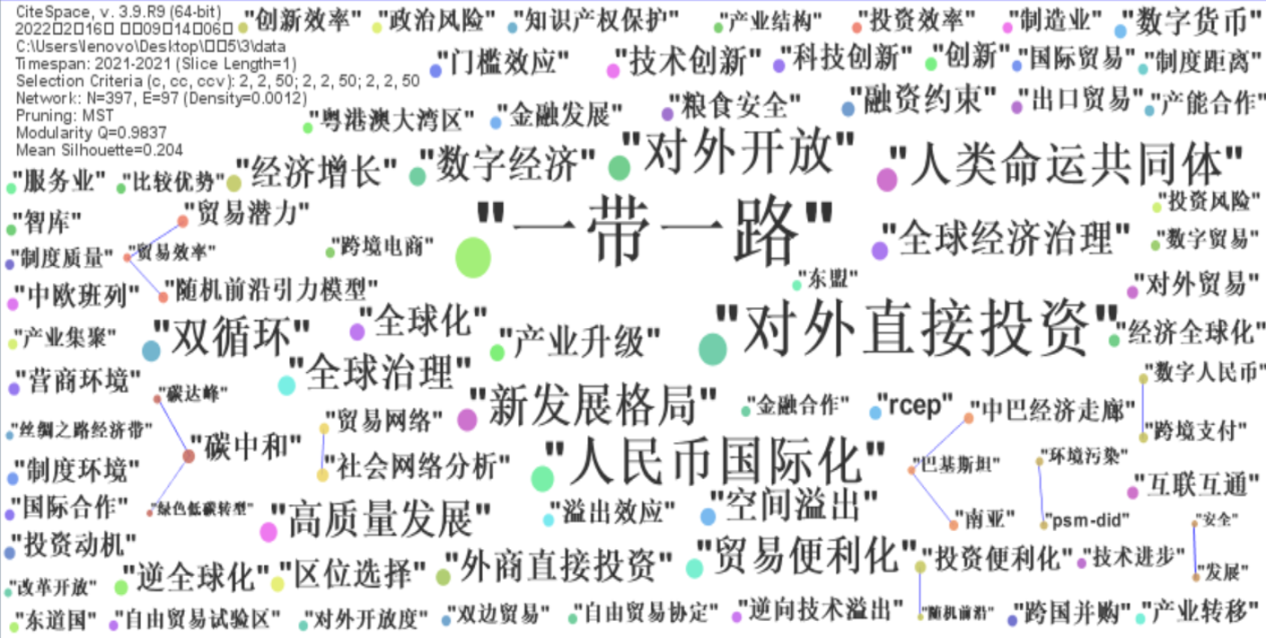 CiteSpace, v. 3.9.R9 (64-bit)
2022□2□16□ □□09□14□06□
C:\Users\lenovo\Desktop\□□5\3\data
Timespan: 2021-2021 (Slice Length=1)
Selection Criteria (c, cc, ccv): 2, 2, 50; 2, 2, 50; 2, 2, 50
Network: N=397, E=97 (Density=0.0012)
Pruning: MST
Modularity Q=0.9837
Mean Silhouette=0.204
"创新效率"
"政治风险"
"知识产权保护"
"产业结构"
"投资效率"
"制造业"
"数字货币"
"门槛效应"
"技术创新"
"科技创新"
"创新"
"国际贸易"
"制度距离"
"粤港澳大湾区"
"金融发展"
"粮食安全"
"融资约束"
"出口贸易"
"产能合作"
"服务业"
"比较优势"
"经济增长"
"数字经济"
"对外开放"
"人类命运共同体"
"智库"
"贸易潜力"
"一带一路"
"投资风险"
"制度质量"
"贸易效率"
"跨境电商"
"全球经济治理"
"数字贸易"
"中欧班列"
"随机前沿引力模型"
"东盟"
"对外贸易"
"产业集聚"
"双循环"
"全球化"
"产业升级"
"对外直接投资"
"经济全球化"
"营商环境"
"碳达峰"
"全球治理"
"数字人民币"
"丝绸之路经济带"
"贸易网络"
"新发展格局"
"金融合作"
"rcep"
"中巴经济走廊"
"跨境支付"
"制度环境"
"碳中和"
"社会网络分析"
"人民币国际化"
"巴基斯坦"
"环境污染"
"互联互通"
"国际合作"
"绿色低碳转型"
"高质量发展"
"溢出效应"
"空间溢出"
"南亚"
"psm-did"
"安全"
"投资动机"
"改革开放"
"逆全球化"
"区位选择"
"外商直接投资"
"贸易便利化"
"投资便利化"
"技术进步"
"发展"
"东道国"
"自由贸易试验区"
"对外开放度"
"双边贸易"
"自由贸易协定"
"逆向技术溢出"
"随机前沿"
"跨国并购"
"产业转移"